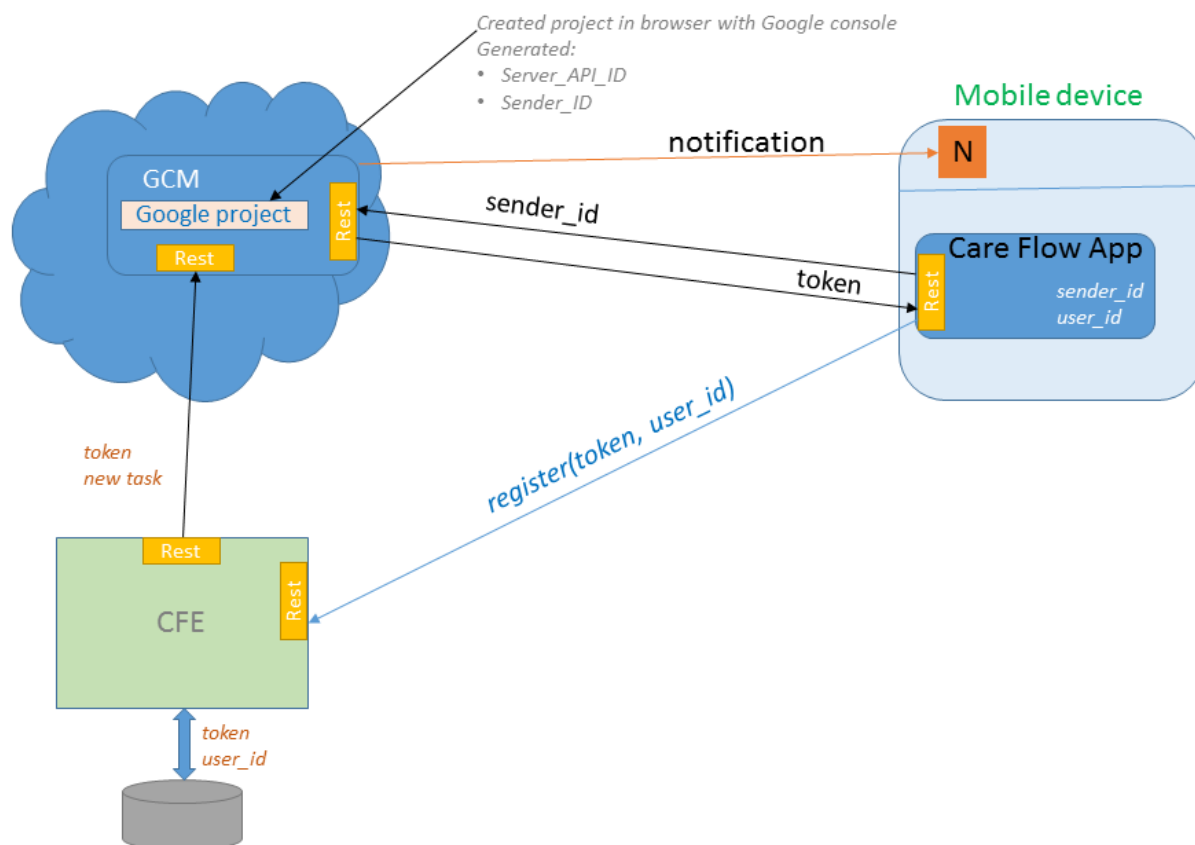 Created project in browser with Google console
Generated:
• Server_API_ID
• Sender_ID
Mobile device
notification
N
GCM
Google project
Rest
Rest
sender_id
token
Care Flow App
Rest
sender_id
user_id
register(token, user_id)
token
new task
Rest
Rest
CFE
token
user_id